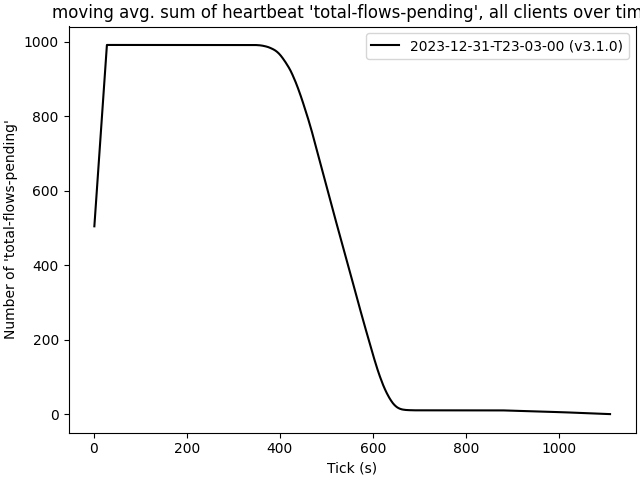 moving avg. sum of heartbeat 'total-flows-pending', all clients over tim
2023-12-31-T23-03-00 (v3.1.0)
Number of 'total-flows-pending'
1000
800
600
400
200
0
0 200 400 600 800 1000
Tick (s)